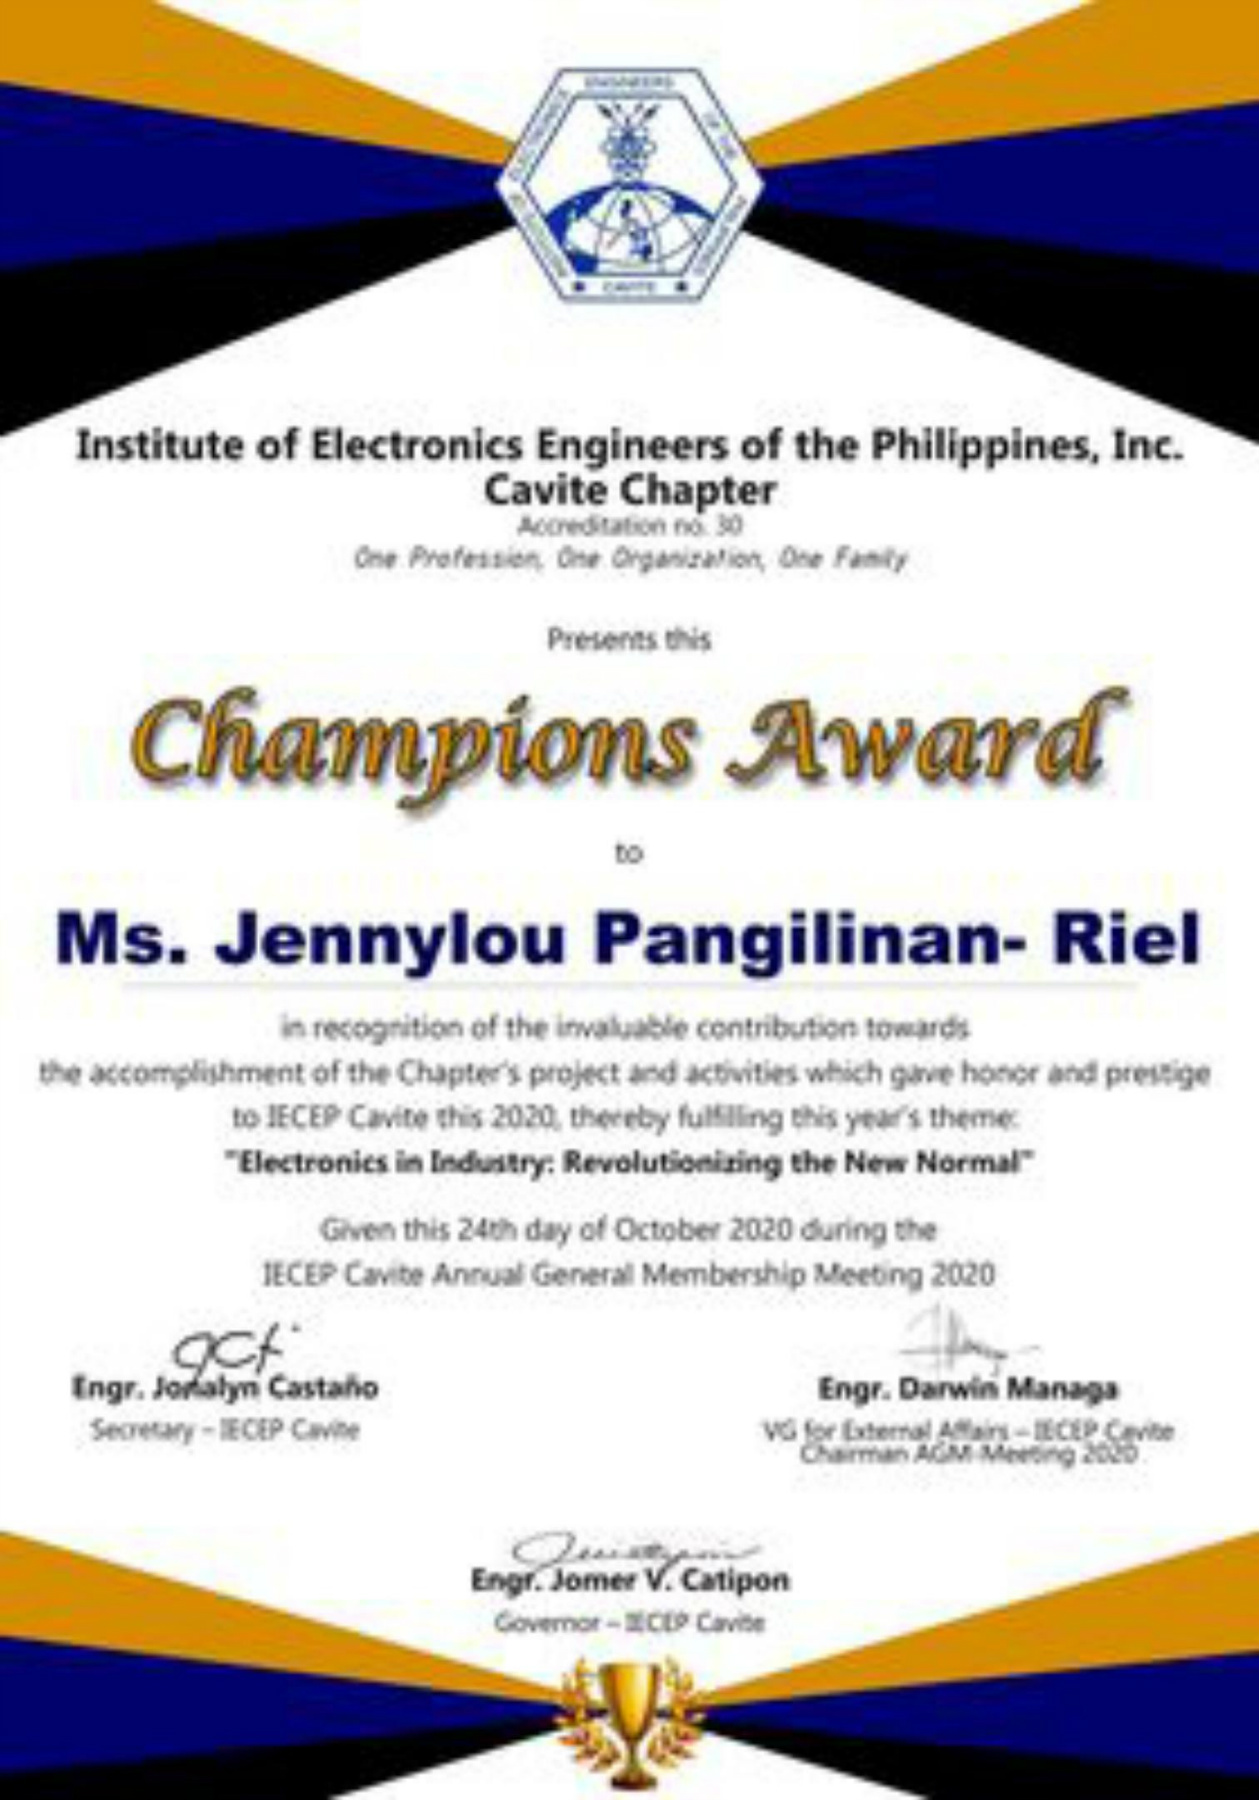 ENGINEERS
CAVITE
Institute of Electronics Engineers of the Philippines, Inc.
Cavite Chapter
Accreditation no. 30
One Profession, One Organization, One Family
Presents this
Champions Award
to
Ms. Jennylou Pangilinan- Riel
in recognition of the invaluable contribution towards
the accomplishment of the Chapter's project and activities which gave honor and prestige
to IECEP Cavite this 2020, thereby fulfilling this year's theme:
"Electronics in Industry: Revolutionizing the New Normal"
Given this 24th day of October 2020 during the
IECEP Cavite Annual General Membership Meeting 2020
Engr. Jonalyn Castaño
Secretary – IECEP Cavite
Engr. Darwin Managa
VG for External Affairs – IECEP Cavite
Chairman AGM-Meeting 2020
Engr. Jomer V. Catipon
Governor – IECEP Cavite